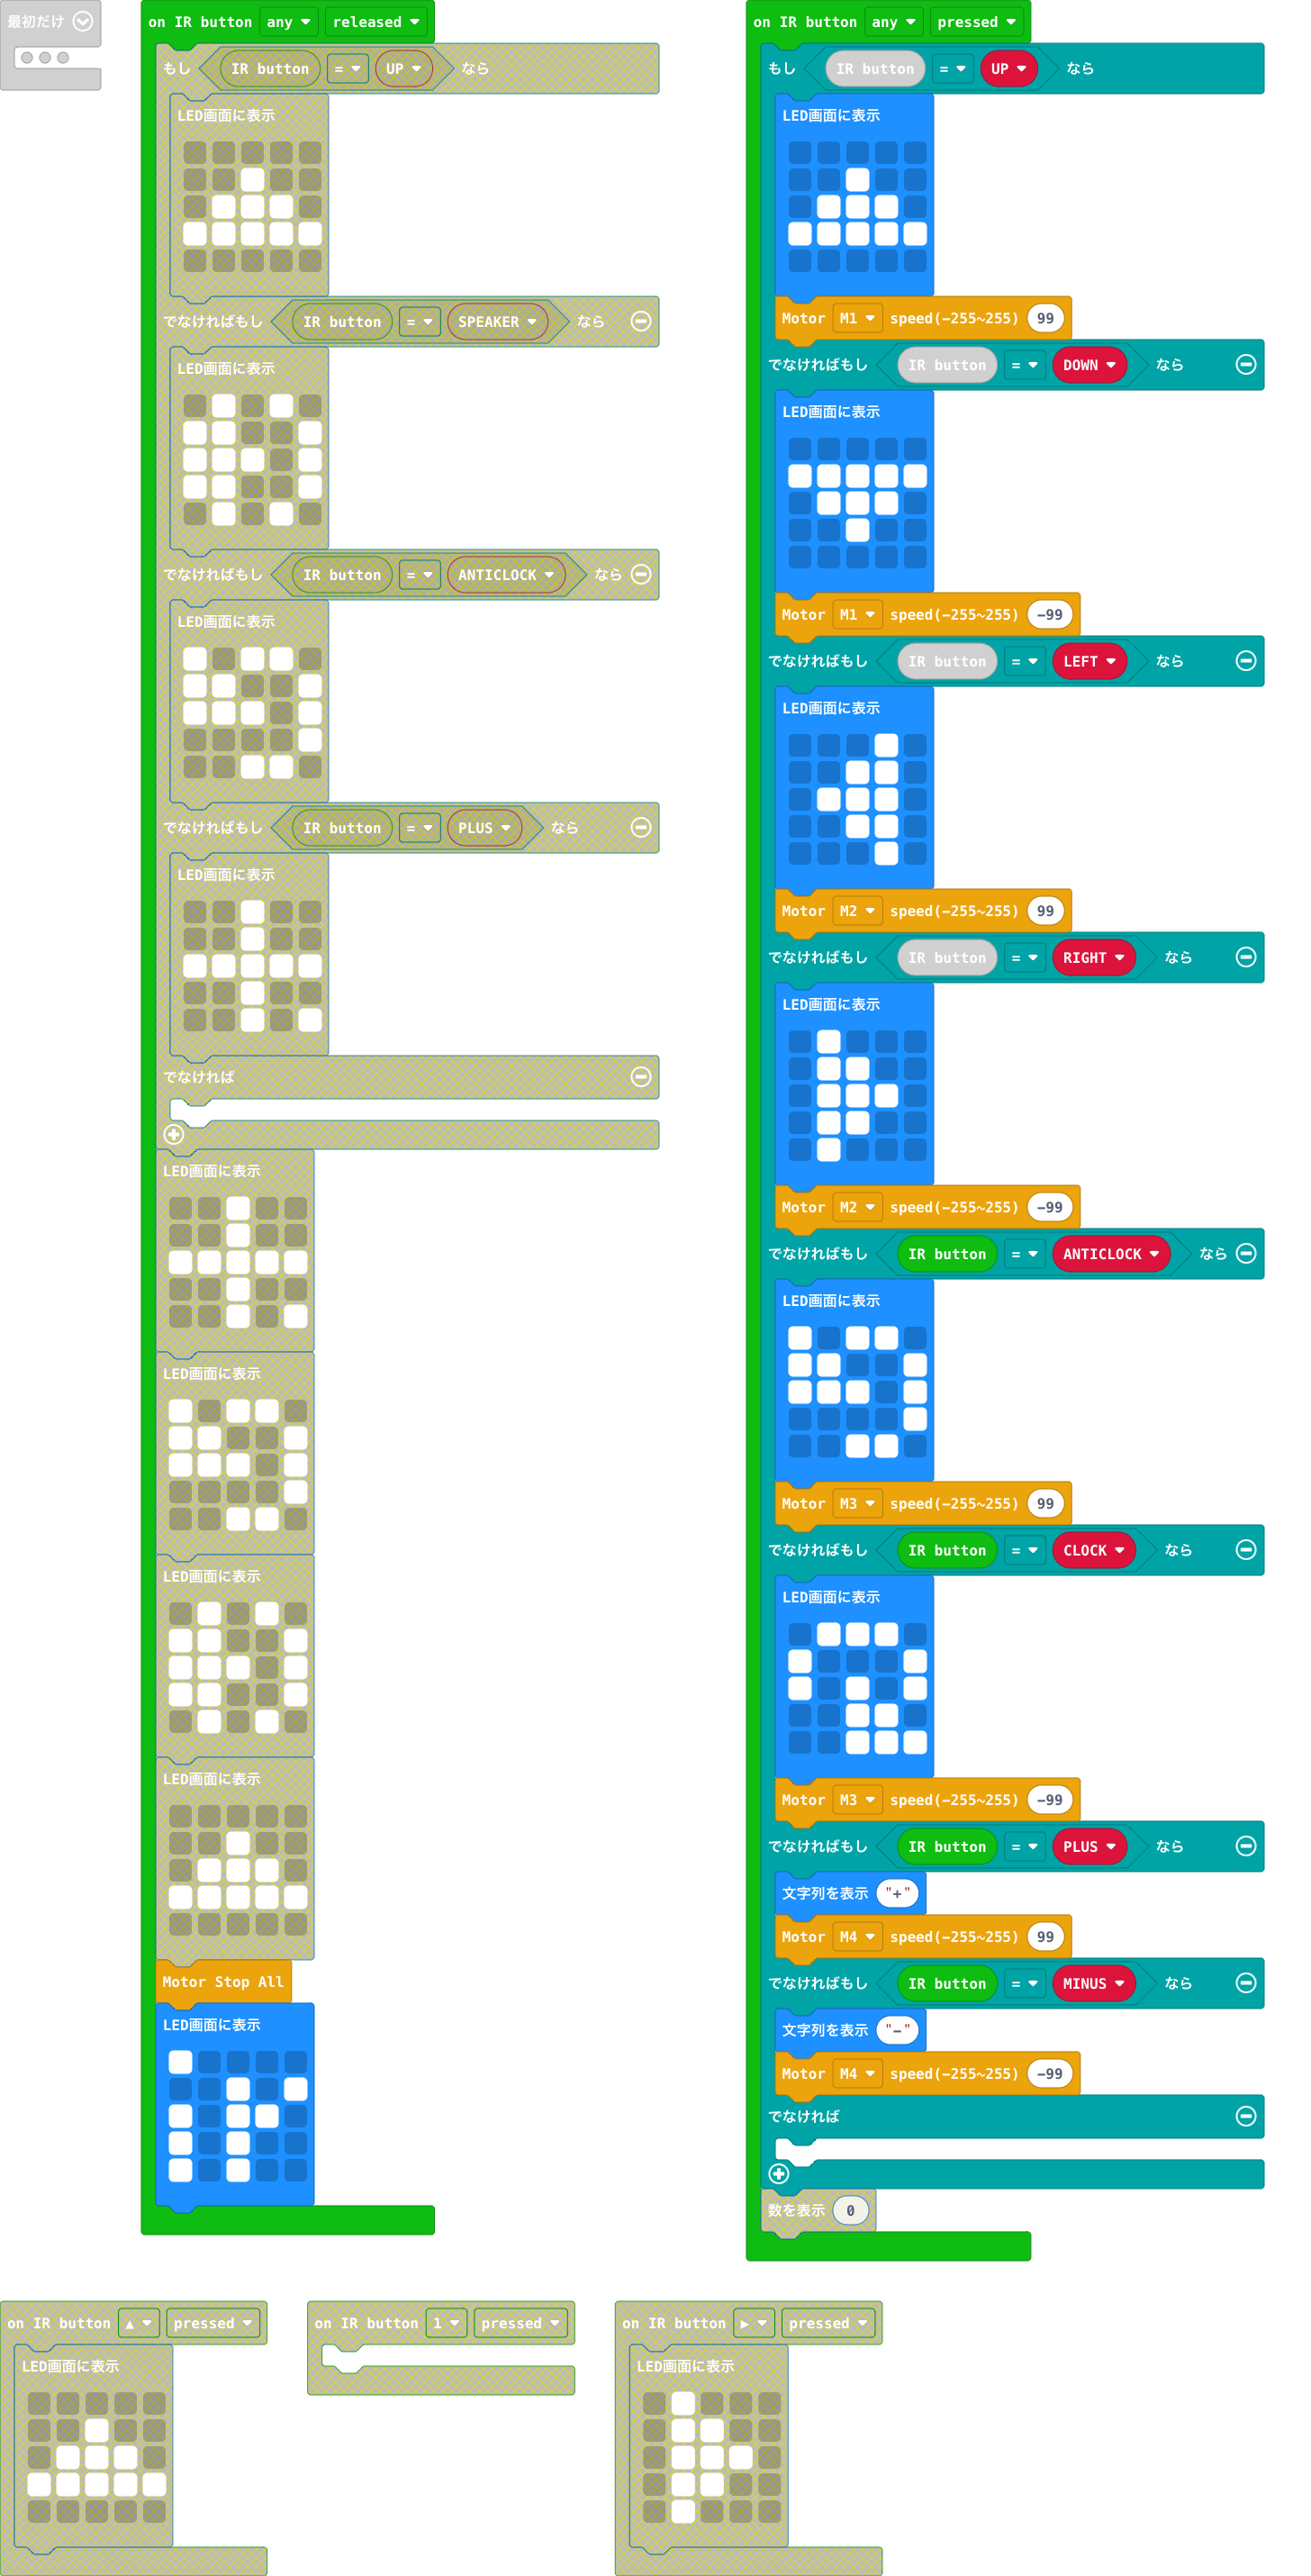 最初だけ
on IR button any released
もし IR button = UP なら
LED画面に表示
でなければもし IR button = SPEAKER なら
LED画面に表示
でなければもし IR button = ANTICLOCK なら
LED画面に表示
でなければもし IR button = PLUS なら
LED画面に表示
でなければ
LED画面に表示
LED画面に表示
LED画面に表示
LED画面に表示
Motor Stop All
LED画面に表示
on IR button any pressed
もし IR button = UP なら
LED画面に表示
Motor M1 speed(-255~255) 99
でなければもし IR button = DOWN なら
LED画面に表示
Motor M1 speed(-255~255) -99
でなければもし IR button = LEFT なら
LED画面に表示
Motor M2 speed(-255~255) 99
でなければもし IR button = RIGHT なら
LED画面に表示
Motor M2 speed(-255~255) -99
でなければもし IR button = ANTICLOCK なら
LED画面に表示
Motor M3 speed(-255~255) 99
でなければもし IR button = CLOCK なら
LED画面に表示
Motor M3 speed(-255~255) -99
でなければもし IR button = PLUS なら
文字列を表示 "+"
Motor M4 speed(-255~255) 99
でなければもし IR button = MINUS なら
文字列を表示 "-"
Motor M4 speed(-255~255) -99
でなければ
数を表示 0
on IR button ▲ pressed
LED画面に表示
on IR button 1 pressed
on IR button ▶ pressed
LED画面に表示